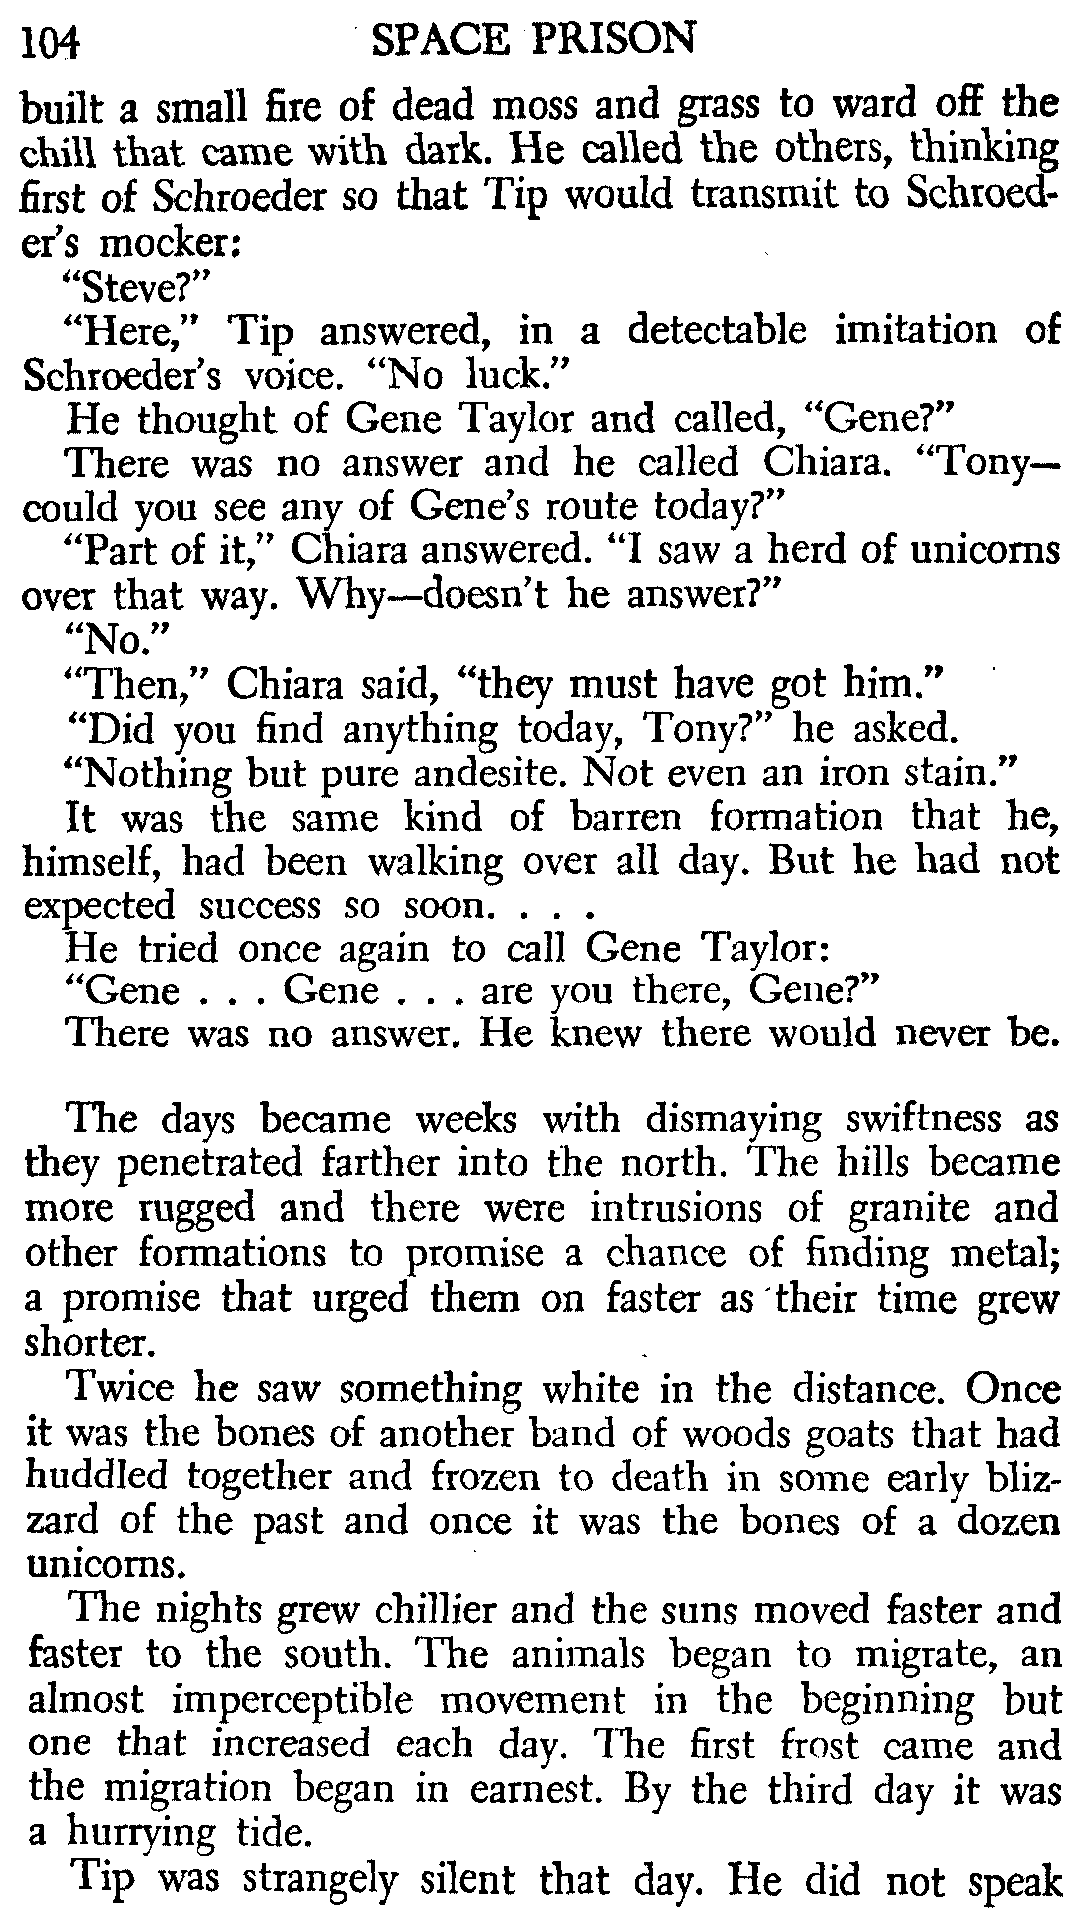 104 SPACE PRISON
built a small fire of dead moss and grass to ward off the
chill that came with dark. He called the others, thinking
first of Schroeder so that Tip would transmit to Schroed-
er's mocker:
“Steve?”
“Here,” Tip answered, in a detectable imitation of
Schroeder's voice. “No luck.”
He thought of Gene Taylor and called, “Gene?”
There was no answer and he called Chiara. “Tony—
could you see any of Gene's route today?”
“Part of it,” Chiara answered. “I saw a herd of unicorns
over that way. Why—doesn't he answer?”
“No.”
“Then,” Chiara said, “they must have got him.”
“Did you find anything today, Tony?” he asked.
“Nothing but pure andesite. Not even an iron stain.”
It was the same kind of barren formation that he,
himself, had been walking over all day. But he had not
expected success so soon. . . .
He tried once again to call Gene Taylor:
“Gene . . . Gene . . . are you there, Gene?”
There was no answer. He knew there would never be.
The days became weeks with dismaying swiftness as
they penetrated farther into the north. The hills became
more rugged and there were intrusions of granite and
other formations to promise a chance of finding metal;
a promise that urged them on faster as their time grew
shorter.
Twice he saw something white in the distance. Once
it was the bones of another band of woods goats that had
huddled together and frozen to death in some early bliz-
zard of the past and once it was the bones of a dozen
unicorns.
The nights grew chillier and the suns moved faster and
faster to the south. The animals began to migrate, an
almost imperceptible movement in the beginning but
one that increased each day. The first frost came and
the migration began in earnest. By the third day it was
a hurrying tide.
Tip was strangely silent that day. He did not speak